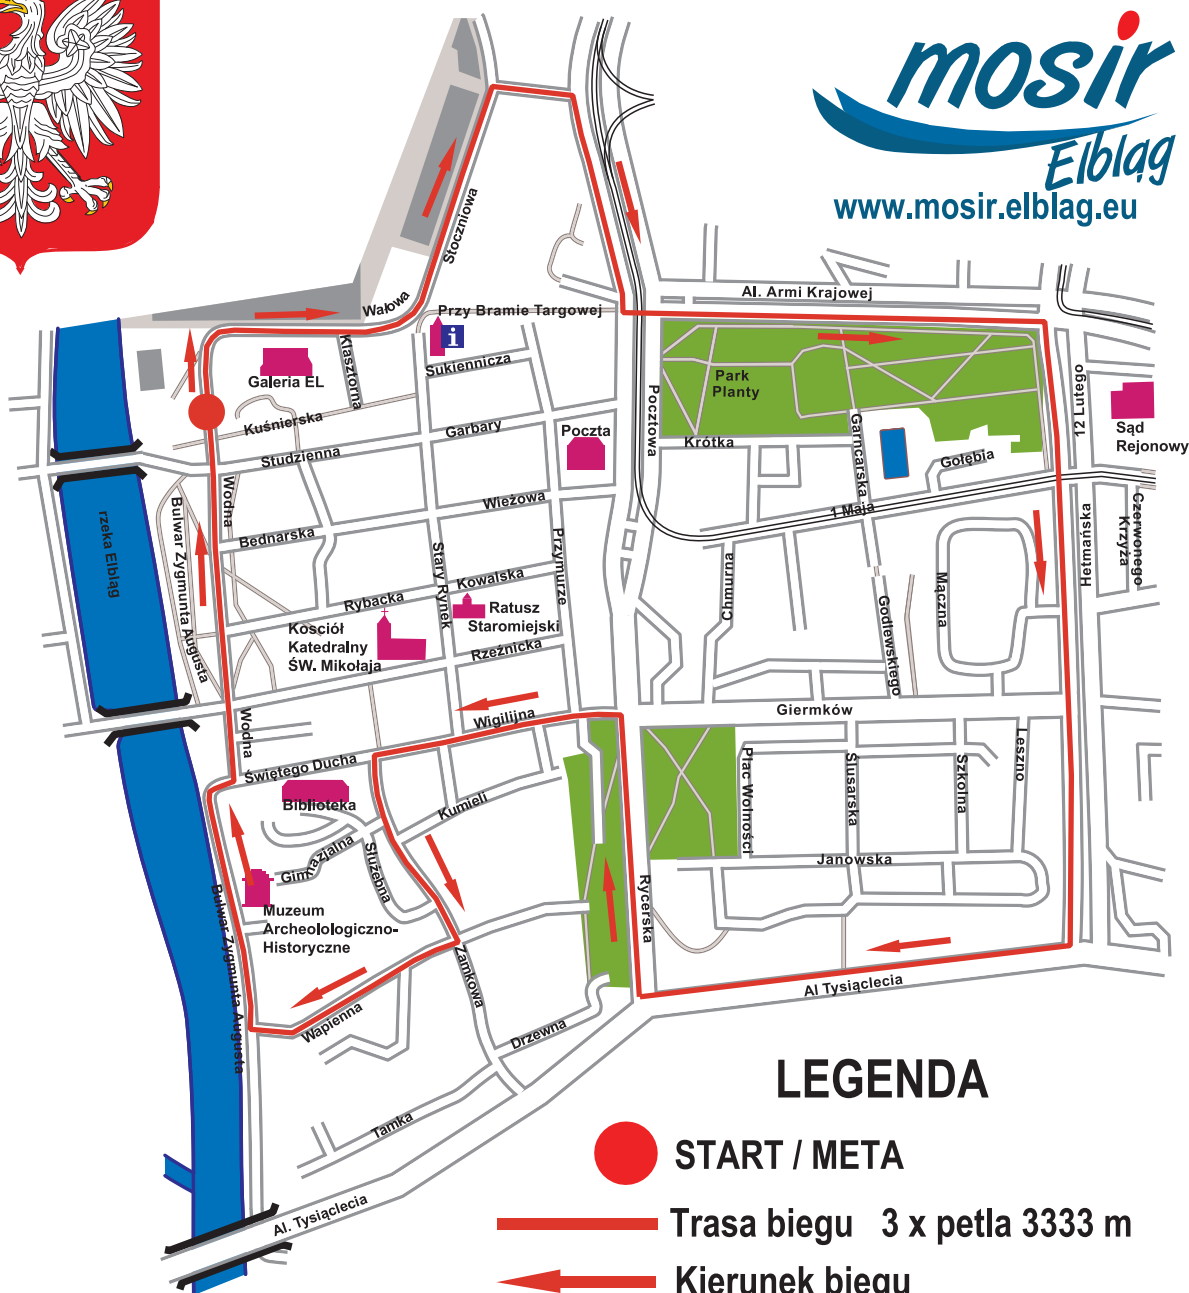 mosir
Elbląg
www.mosir.elblag.eu
Stoczniowa
Wałowa
Al. Armi Krajowej
Przy Bramie Targowej
i
Klasztorna
Galeria EL
Sukiennicza
Park
Planty
Pocztowa
12 Lutego
Sąd
Rejonowy
Kuśnierska
Garbary
Poczta
Krótka
Garncarska
Gołębia
Studzienna
Wodna
Bulwar Zygmunta Augusta
rzeka Elbląg
Wieżowa
1 Maja
Hetmańska
Czerwonego
Krzyża
Bednarska
Stary Rynek
Przymurze
Kowalska
Chmurna
Godlewskiego
Mączna
Rybacka
Ratusz
Staromiejski
Kosciół
Katedralny
ŚW. Mikołaja
Rzeźnicka
Giermków
Wigilijna
Wodna
Świętego Ducha
Biblioteka
Kumieli
Plac Wolności
Ślusarska
Szkolna
Leszno
Gimnazjalna
Służebna
Janowska
Rycerska
Muzeum
Archeolologiczno-
Historyczne
Bulwar Zygmunta Augusta
Zamkowa
Wapienna
Al Tysiąclecia
Drzewna
Tamka
Al. Tysiąclecia
LEGENDA
START / META
Trasa biegu 3 x petla 3333 m
Kierunek biegu